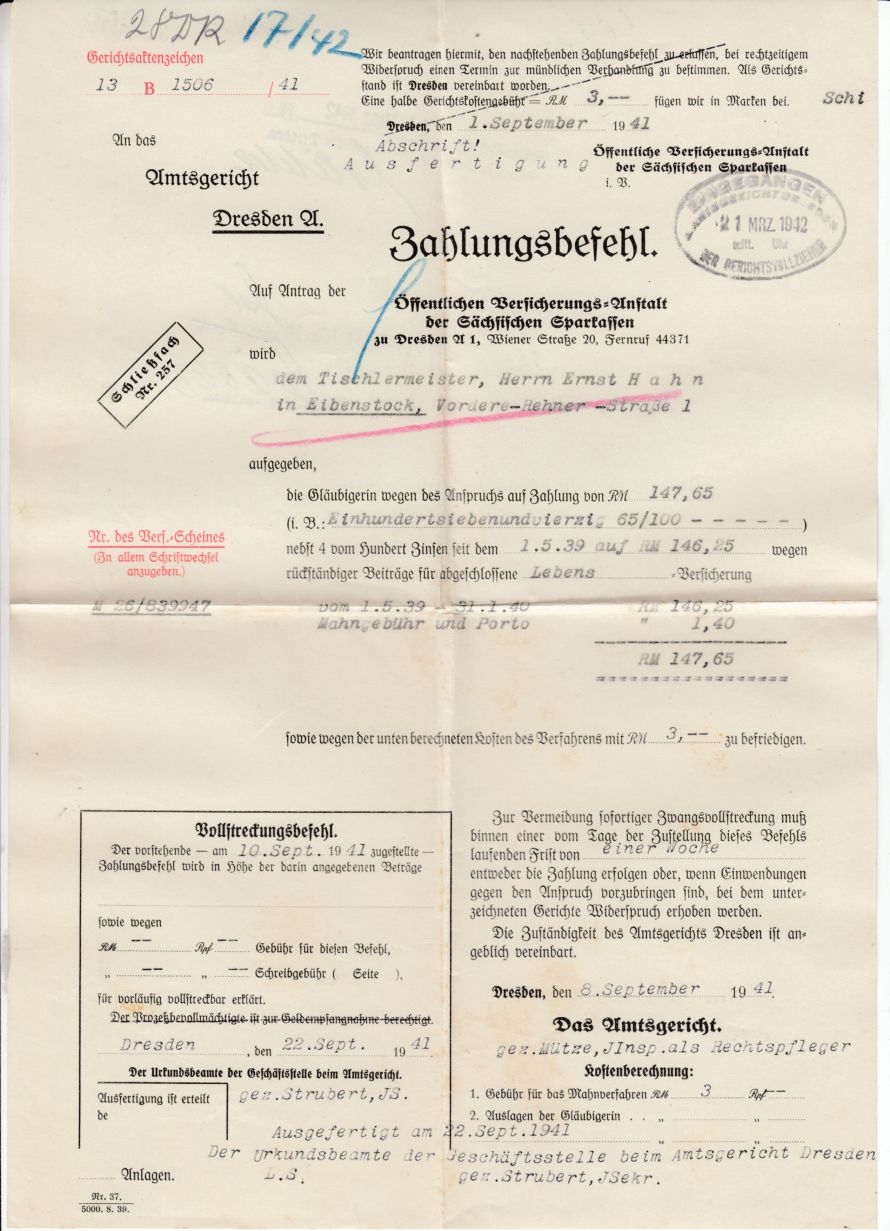 28 DR 17/42
Gerichtsaktenzeichen
13 B 1506 /41
Wir beantragen hiermit, den nachstehenden Zahlungsbefehl zu erlassen, bei rechtzeitigem
Widerspruch einen Termin zur mündlichen Verhandlung zu bestimmen. Als Gerichts-
stand ist Dresden vereinbart worden.
Eine halbe Gerichtskostengebühr = RM 3,-- fügen wir in Marken bei. Schi
Dresden, den 1.September 1941
An das
Amtsgericht
Dresden A.
Abschrift!
Ausfertigung
Öffentliche Versicherungs-Anstalt
der Sächsischen Sparkassen
i. V.
EINGEGANGEN
21 MRZ. 1942
mitt. Uhr
DER GERICHTSVOLLZIEHER
Zahlungsbefehl.
Auf Antrag der
Öffentlichen Versicherungs-Anstalt
der Sächsischen Sparkassen
zu Dresden A 1, Wiener Straße 20, Fernruf 44371
Schließfach
Nr. 257
wird
dem Tischlermeister, Herrn Ernst Hahn
in Eibenstock, Vordere-Rehmer-Straße 1
aufgegeben,
die Gläubigerin wegen des Anspruchs auf Zahlung von RM 147,65
(i. B.: Einhundertsiebenundvierzig 65/100 - - - - - )
nebst 4 vom Hundert Zinsen seit dem 1.5.39 auf RM 146,25 wegen
rückständiger Beiträge für abgeschlossene Lebens -Versicherung
Nr. des Vers.-Scheines
(In allem Schriftwechsel
anzugeben.)
M 26/839947
vom 1.5.39 - 31.1.40 RM 146,25
Mahngebühr und Porto " 1,40
RM 147,65
sowie wegen der unten berechneten Kosten des Verfahrens mit RM 3,-- zu befriedigen.
Vollstreckungsbefehl.
Der vorstehende — am 10.Sept. 1941 zugestellte —
Zahlungsbefehl wird in Höhe der darin angegebenen Beträge
sowie wegen
RM -- Rpf -- Gebühr für diesen Befehl,
„ -- „ -- Schreibgebühr ( Seite ),
für vorläufig vollstreckbar erklärt.
Der Prozeßbevollmächtigte ist zur Geldempfangnahme berechtigt.
Dresden, den 22.Sept. 1941
Der Urkundsbeamte der Geschäftsstelle beim Amtsgericht.
Ausfertigung ist erteilt
de
gez.Strubert,JS.
Zur Vermeidung sofortiger Zwangsvollstreckung muß
binnen einer vom Tage der Zustellung dieses Befehls
laufenden Frist von einer Woche
entweder die Zahlung erfolgen oder, wenn Einwendungen
gegen den Anspruch vorzubringen sind, bei dem unter-
zeichneten Gerichte Widerspruch erhoben werden.
Die Zuständigkeit des Amtsgerichts Dresden ist an-
geblich vereinbart.
Dresden, den 8.September 1941
Das Amtsgericht.
gez.Mütze,JInsp.als Rechtspfleger
Kostenberechnung:
1. Gebühr für das Mahnverfahren RM 3 Rpf --
2. Auslagen der Gläubigerin . . „ „
„ „
Ausgefertigt am 22.Sept.1941
Der Urkundsbeamte der Geschäftsstelle beim Amtsgericht Dresden
L.S. gez.Strubert,JSekr.
Anlagen.
Nr. 37.
5000. 8. 39.